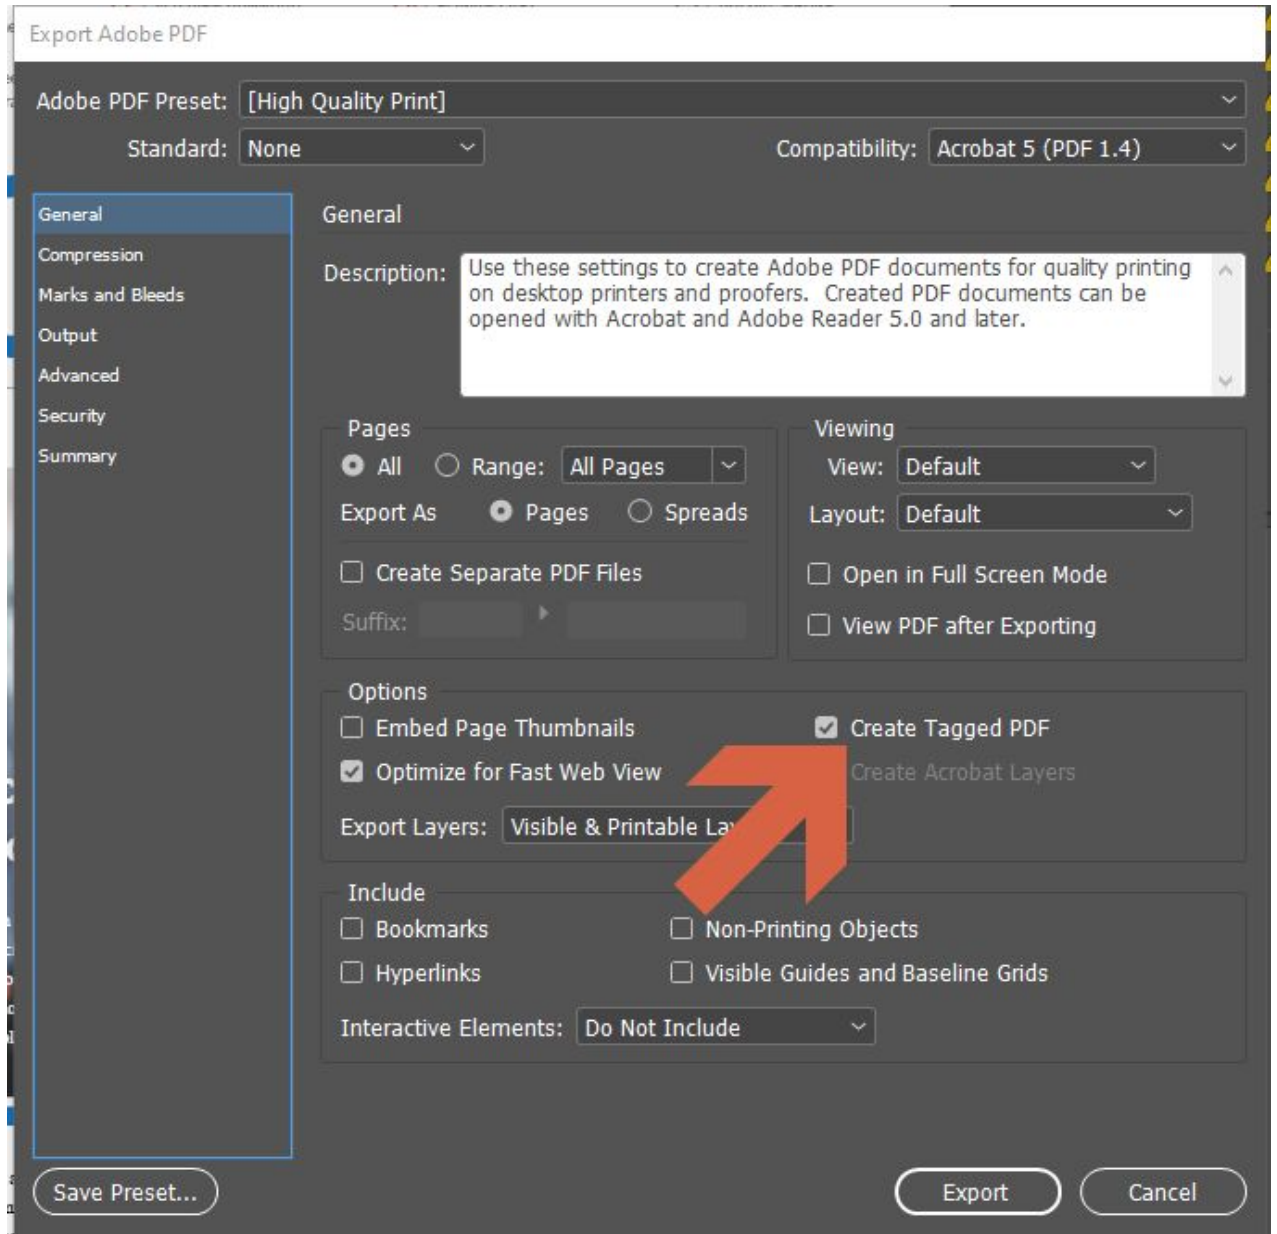 Export Adobe PDF
Adobe PDF Preset: [High Quality Print]
Standard: None Compatibility: Acrobat 5 (PDF 1.4)
General
Compression
Marks and Bleeds
Output
Advanced
Security
Summary
General
Description: Use these settings to create Adobe PDF documents for quality printing
on desktop printers and proofers. Created PDF documents can be
opened with Acrobat and Adobe Reader 5.0 and later.
Pages
All Range: All Pages
Export As Pages Spreads
Create Separate PDF Files
Suffix:
Viewing
View: Default
Layout: Default
Open in Full Screen Mode
View PDF after Exporting
Options
Embed Page Thumbnails Create Tagged PDF
Optimize for Fast Web View Create Acrobat Layers
Export Layers: Visible & Printable La
Include
Bookmarks Non-Printing Objects
Hyperlinks Visible Guides and Baseline Grids
Interactive Elements: Do Not Include
Save Preset... Export Cancel